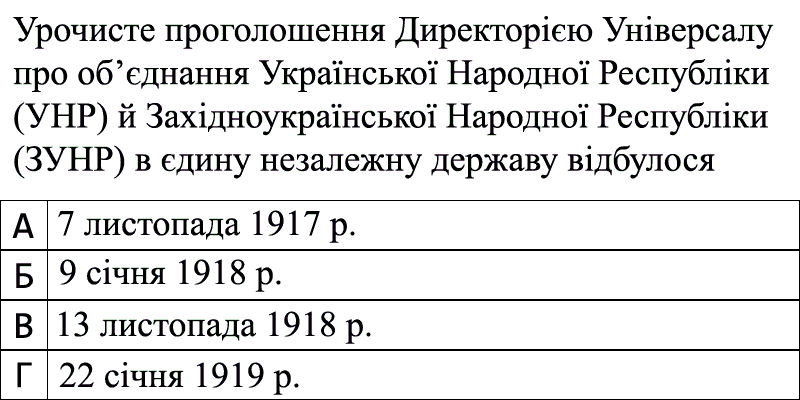 Урочисте проголошення Директорією Універсалу
про об’єднання Української Народної Республіки
(УНР) й Західноукраїнської Народної Республіки
(ЗУНР) в єдину незалежну державу відбулося
А 7 листопада 1917 р.
Б 9 січня 1918 р.
В 13 листопада 1918 р.
Г 22 січня 1919 р.